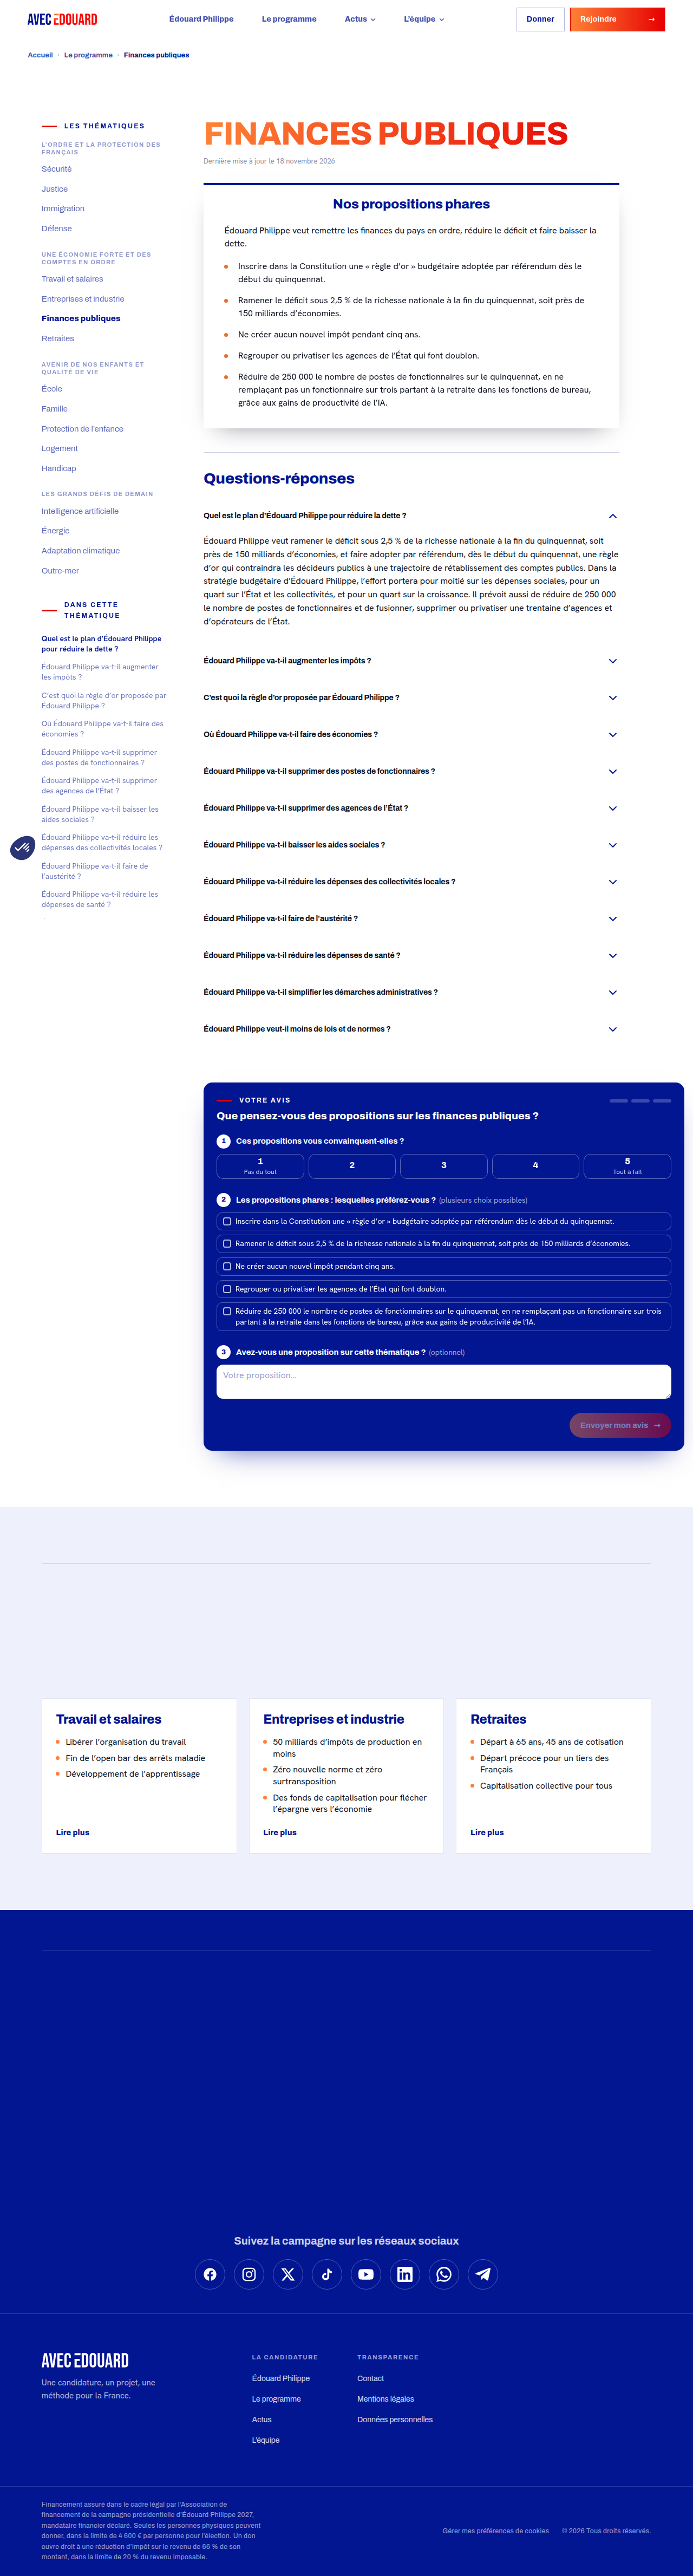 AVEC EDOUARD
Édouard Philippe
Le programme
Actus
L'équipe
Donner
Rejoindre →
Accueil
Le programme
Finances publiques
LES THÉMATIQUES
L'ORDRE ET LA PROTECTION DES
FRANÇAIS
Sécurité
Justice
Immigration
Défense
UNE ÉCONOMIE FORTE ET DES
COMPTES EN ORDRE
Travail et salaires
Entreprises et industrie
Finances publiques
Retraites
AVENIR DE NOS ENFANTS ET
QUALITÉ DE VIE
École
Famille
Protection de l'enfance
Logement
Handicap
LES GRANDS DÉFIS DE DEMAIN
Intelligence artificielle
Énergie
Adaptation climatique
Outre-mer
DANS CETTE
THÉMATIQUE
Quel est le plan d'Édouard Philippe
pour réduire la dette ?
Édouard Philippe va-t-il augmenter
les impôts ?
C'est quoi la règle d'or proposée par
Édouard Philippe ?
Où Édouard Philippe va-t-il faire des
économies ?
Édouard Philippe va-t-il supprimer
des postes de fonctionnaires ?
Édouard Philippe va-t-il supprimer
des agences de l'État ?
Édouard Philippe va-t-il baisser les
aides sociales ?
Édouard Philippe va-t-il réduire les
dépenses des collectivités locales ?
Édouard Philippe va-t-il faire de
l'austérité ?
Édouard Philippe va-t-il réduire les
dépenses de santé ?
FINANCES PUBLIQUES
Dernière mise à jour le 18 novembre 2026
Nos propositions phares
Édouard Philippe veut remettre les finances du pays en ordre, réduire le déficit et faire baisser la
dette.
Inscrire dans la Constitution une « règle d'or » budgétaire adoptée par référendum dès le
début du quinquennat.
Ramener le déficit sous 2,5 % de la richesse nationale à la fin du quinquennat, soit près de
150 milliards d'économies.
Ne créer aucun nouvel impôt pendant cinq ans.
Regrouper ou privatiser les agences de l'État qui font doublon.
Réduire de 250 000 le nombre de postes de fonctionnaires sur le quinquennat, en ne
remplaçant pas un fonctionnaire sur trois partant à la retraite dans les fonctions de bureau,
grâce aux gains de productivité de l'IA.
Questions-réponses
Quel est le plan d'Édouard Philippe pour réduire la dette ?
Édouard Philippe veut ramener le déficit sous 2,5 % de la richesse nationale à la fin du quinquennat, soit
près de 150 milliards d'économies, et faire adopter par référendum, dès le début du quinquennat, une règle
d'or qui contraindra les décideurs publics à une trajectoire de rétablissement des comptes publics. Dans la
stratégie budgétaire d'Édouard Philippe, l'effort portera pour moitié sur les dépenses sociales, pour un
quart sur l'État et les collectivités, et pour un quart sur la croissance. Il prévoit aussi de réduire de 250 000
le nombre de postes de fonctionnaires et de fusionner, supprimer ou privatiser une trentaine d'agences et
d'opérateurs de l'État.
Édouard Philippe va-t-il augmenter les impôts ?
C'est quoi la règle d'or proposée par Édouard Philippe ?
Où Édouard Philippe va-t-il faire des économies ?
Édouard Philippe va-t-il supprimer des postes de fonctionnaires ?
Édouard Philippe va-t-il supprimer des agences de l'État ?
Édouard Philippe va-t-il baisser les aides sociales ?
Édouard Philippe va-t-il réduire les dépenses des collectivités locales ?
Édouard Philippe va-t-il faire de l'austérité ?
Édouard Philippe va-t-il réduire les dépenses de santé ?
Édouard Philippe va-t-il simplifier les démarches administratives ?
Édouard Philippe veut-il moins de lois et de normes ?
VOTRE AVIS
Que pensez-vous des propositions sur les finances publiques ?
1 Ces propositions vous convainquent-elles ?
1 2 3 4 5
Pas du tout Tout à fait
2 Les propositions phares : lesquelles préférez-vous ? (plusieurs choix possibles)
Inscrire dans la Constitution une « règle d'or » budgétaire adoptée par référendum dès le début du quinquennat.
Ramener le déficit sous 2,5 % de la richesse nationale à la fin du quinquennat, soit près de 150 milliards d'économies.
Ne créer aucun nouvel impôt pendant cinq ans.
Regrouper ou privatiser les agences de l'État qui font doublon.
Réduire de 250 000 le nombre de postes de fonctionnaires sur le quinquennat, en ne remplaçant pas un fonctionnaire sur trois
partant à la retraite dans les fonctions de bureau, grâce aux gains de productivité de l'IA.
3 Avez-vous une proposition sur cette thématique ? (optionnel)
Votre proposition...
Envoyer mon avis →
Travail et salaires
Libérer l'organisation du travail
Fin de l'open bar des arrêts maladie
Développement de l'apprentissage
Lire plus
Entreprises et industrie
50 milliards d'impôts de production en
moins
Zéro nouvelle norme et zéro
surtransposition
Des fonds de capitalisation pour flécher
l'épargne vers l'économie
Lire plus
Retraites
Départ à 65 ans, 45 ans de cotisation
Départ précoce pour un tiers des
Français
Capitalisation collective pour tous
Lire plus
Suivez la campagne sur les réseaux sociaux
AVEC EDOUARD
Une candidature, un projet, une
méthode pour la France.
LA CANDIDATURE
Édouard Philippe
Le programme
Actus
L'équipe
TRANSPARENCE
Contact
Mentions légales
Données personnelles
Financement assuré dans le cadre légal par l'Association de
financement de la campagne présidentielle d'Édouard Philippe 2027,
mandataire financier déclaré. Seules les personnes physiques peuvent
donner, dans la limite de 4 600 € par personne pour l'élection. Un don
ouvre droit à une réduction d'impôt sur le revenu de 66 % de son
montant, dans la limite de 20 % du revenu imposable.
Gérer mes préférences de cookies
© 2026 Tous droits réservés.